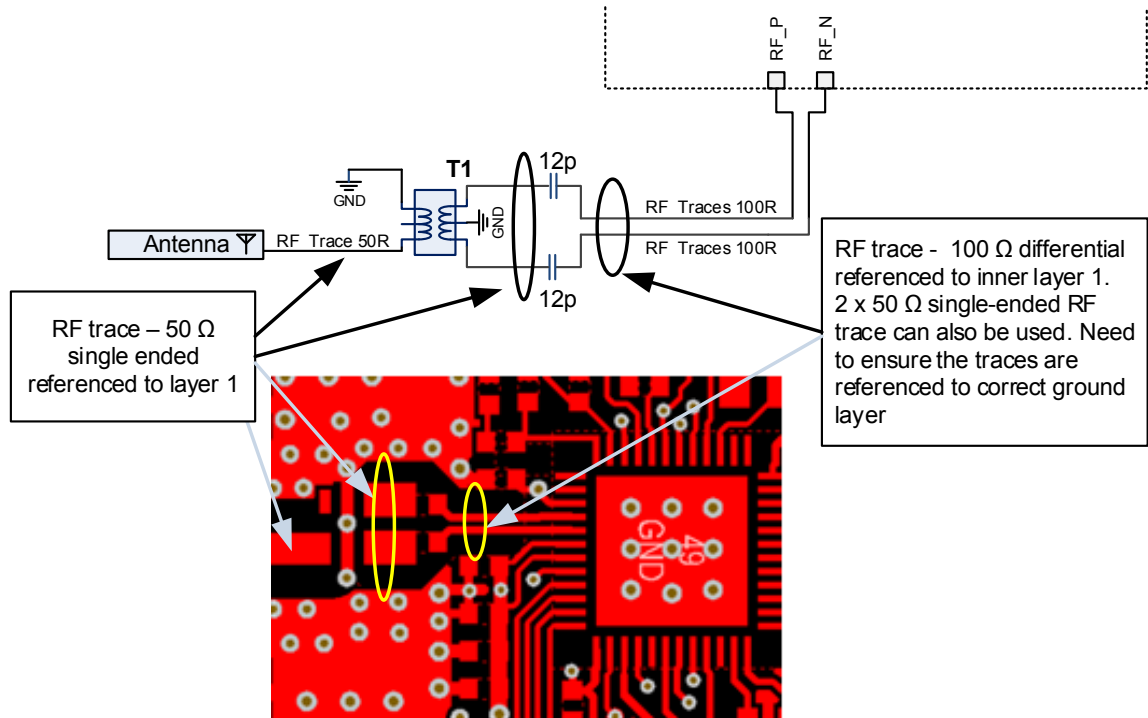 RF_P
RF_N
T1
12p
GND
GND
RF Traces 100R
Antenna
RF Trace 50R
RF Traces 100R
12p
RF trace – 50 Ω
single ended
referenced to layer 1
RF trace - 100 Ω differential
referenced to inner layer 1.
2 x 50 Ω single-ended RF
trace can also be used. Need
to ensure the traces are
referenced to correct ground
layer
49
GND